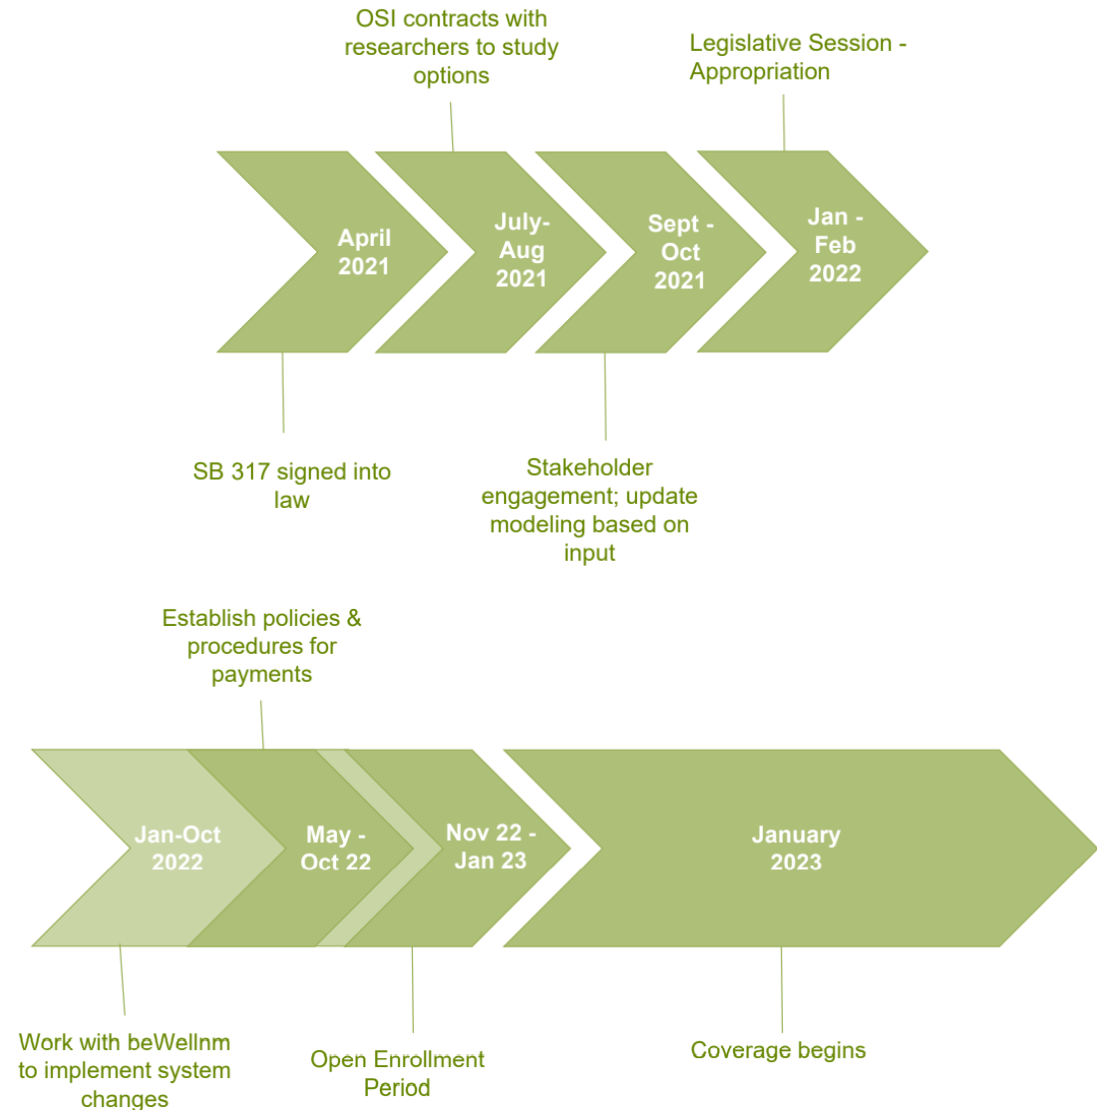 OSI contracts with
researchers to study
options
Legislative Session -
Appropriation
April
2021
July-
Aug
2021
Sept -
Oct
2021
Jan -
Feb
2022
SB 317 signed into
law
Stakeholder
engagement; update
modeling based on
input
Establish policies &
procedures for
payments
Jan-Oct
2022
May -
Oct 22
Nov 22 -
Jan 23
January
2023
Work with beWellnm
to implement system
changes
Open Enrollment
Period
Coverage begins